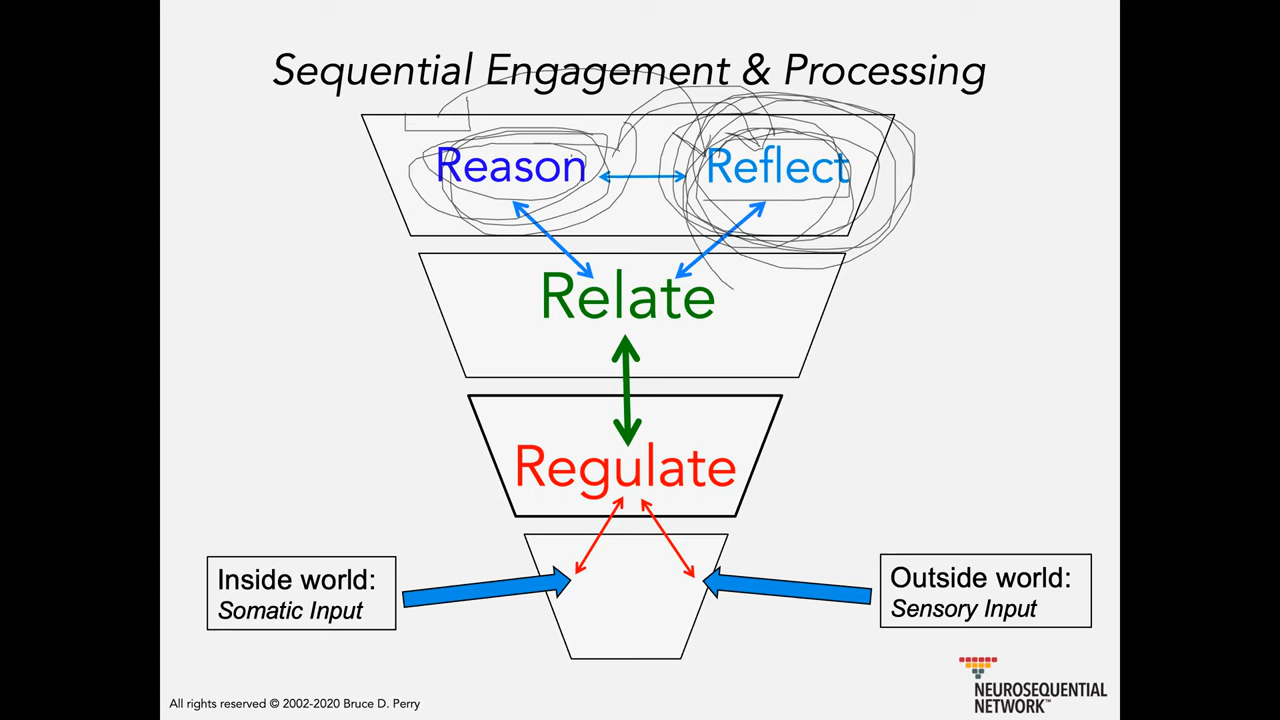 Sequential Engagement & Processing
Reason
Reflect
Relate
Regulate
Inside world:
Somatic Input
Outside world:
Sensory Input
All rights reserved © 2002-2020 Bruce D. Perry
NEUROSEQUENTIAL
NETWORK™